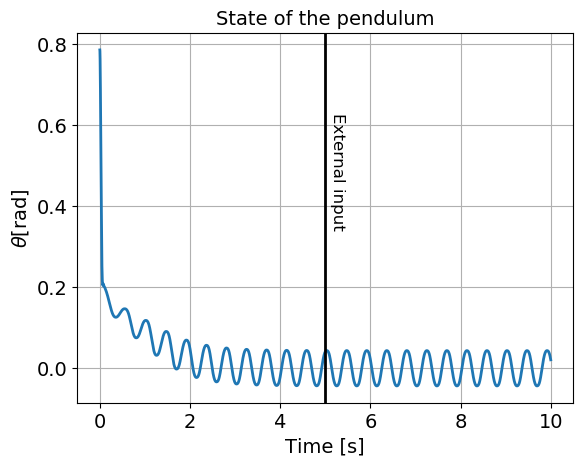 State of the pendulum
0.8
0.6
0.4
0.2
0.0
θ[rad]
External input
0
2
4
6
8
10
Time [s]